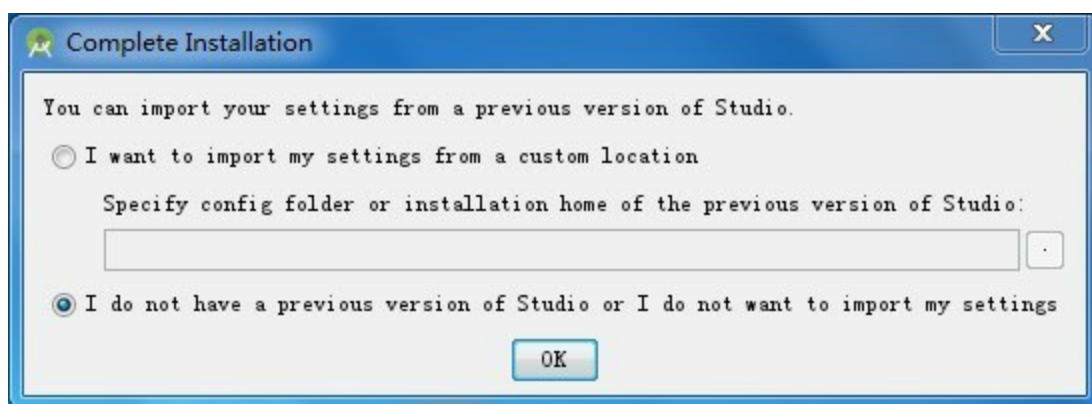 Complete Installation
You can import your settings from a previous version of Studio.
I want to import my settings from a custom location
Specify config folder or installation home of the previous version of Studio:
.
I do not have a previous version of Studio or I do not want to import my settings
OK